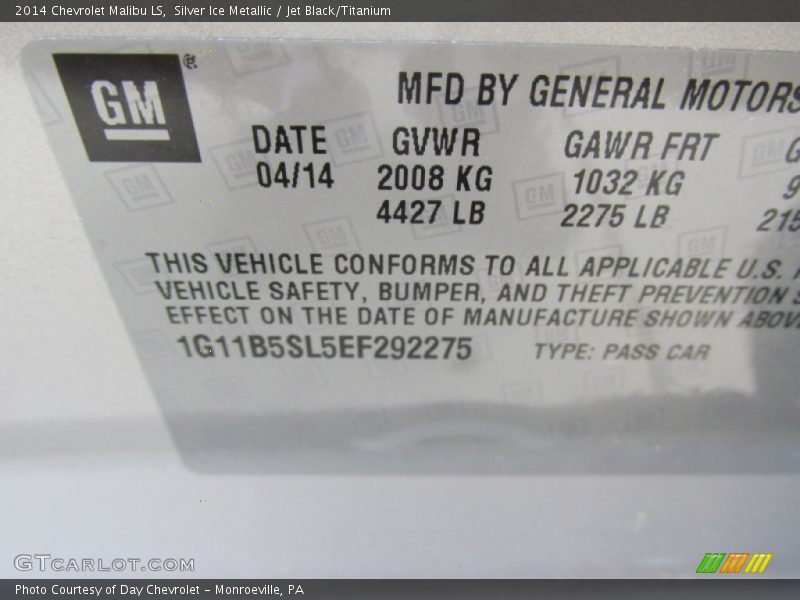 2014 Chevrolet Malibu LS, Silver Ice Metallic / Jet Black/Titanium
GM®
MFD BY GENERAL MOTORS
DATE GVWR GAWR FRT G
04/14 2008 KG 1032 KG 9
4427 LB 2275 LB 215
THIS VEHICLE CONFORMS TO ALL APPLICABLE U.S.
VEHICLE SAFETY, BUMPER, AND THEFT PREVENTION S
EFFECT ON THE DATE OF MANUFACTURE SHOWN ABOV
1G11B5SL5EF292275 TYPE: PASS CAR
GTCARLOT.COM
Photo Courtesy of Day Chevrolet – Monroeville, PA